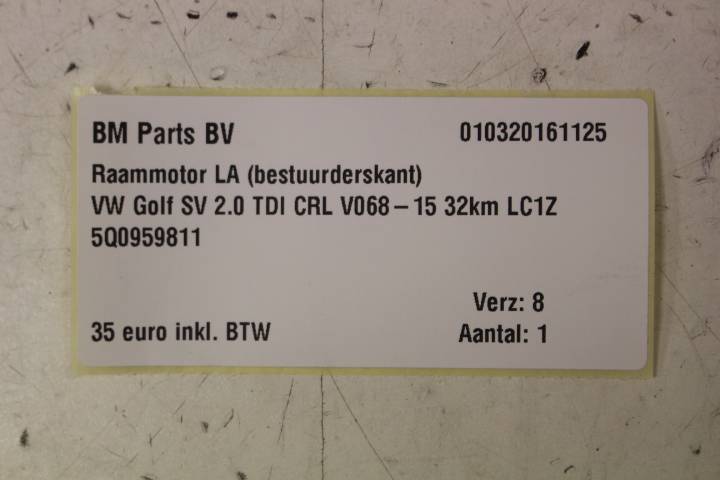 BM Parts BV 010320161125
Raammotor LA (bestuurderskant)
VW Golf SV 2.0 TDI CRL V068-15 32km LC1Z
5Q0959811
Verz: 8
35 euro inkl. BTW Aantal: 1